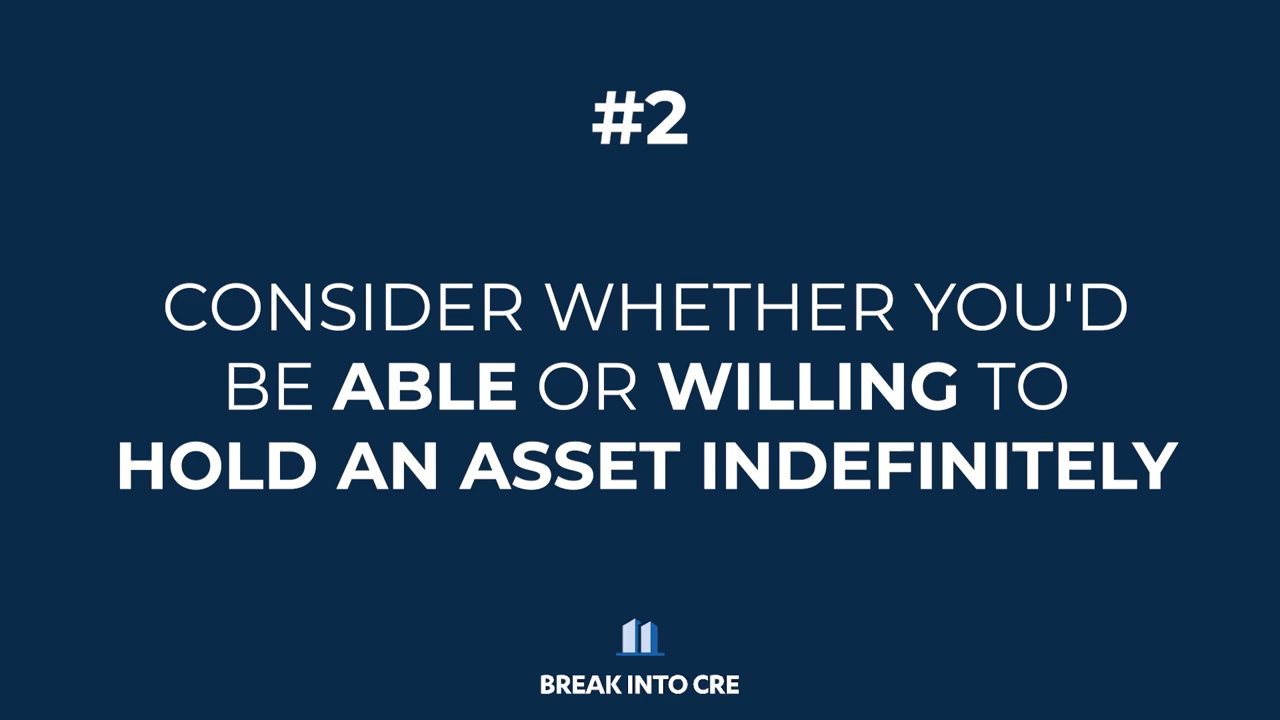 #2
CONSIDER WHETHER YOU'D
BE ABLE OR WILLING TO
HOLD AN ASSET INDEFINITELY
BREAK INTO CRE